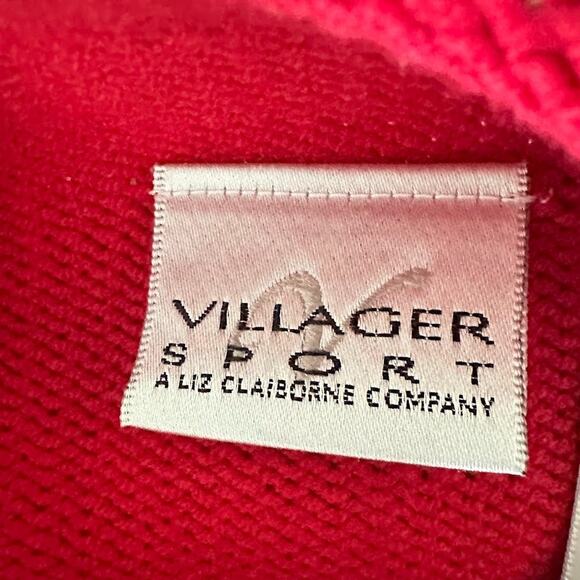 VILLAGER
SPORT
A LIZ CLAIBORNE COMPANY